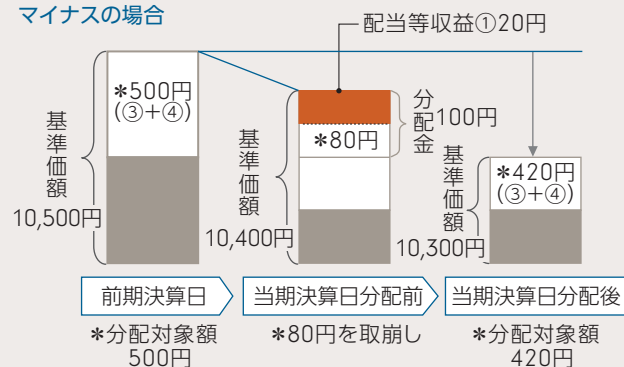 マイナスの場合
配当等収益①20円
*500円
(③+④)
基準価額
10,500円
*80円
分配金
100円
基準価額
10,400円
*420円
(③+④)
基準価額
10,300円
前期決算日
当期決算日分配前
当期決算日分配後
*分配対象額
500円
*80円を取崩し
*分配対象額
420円